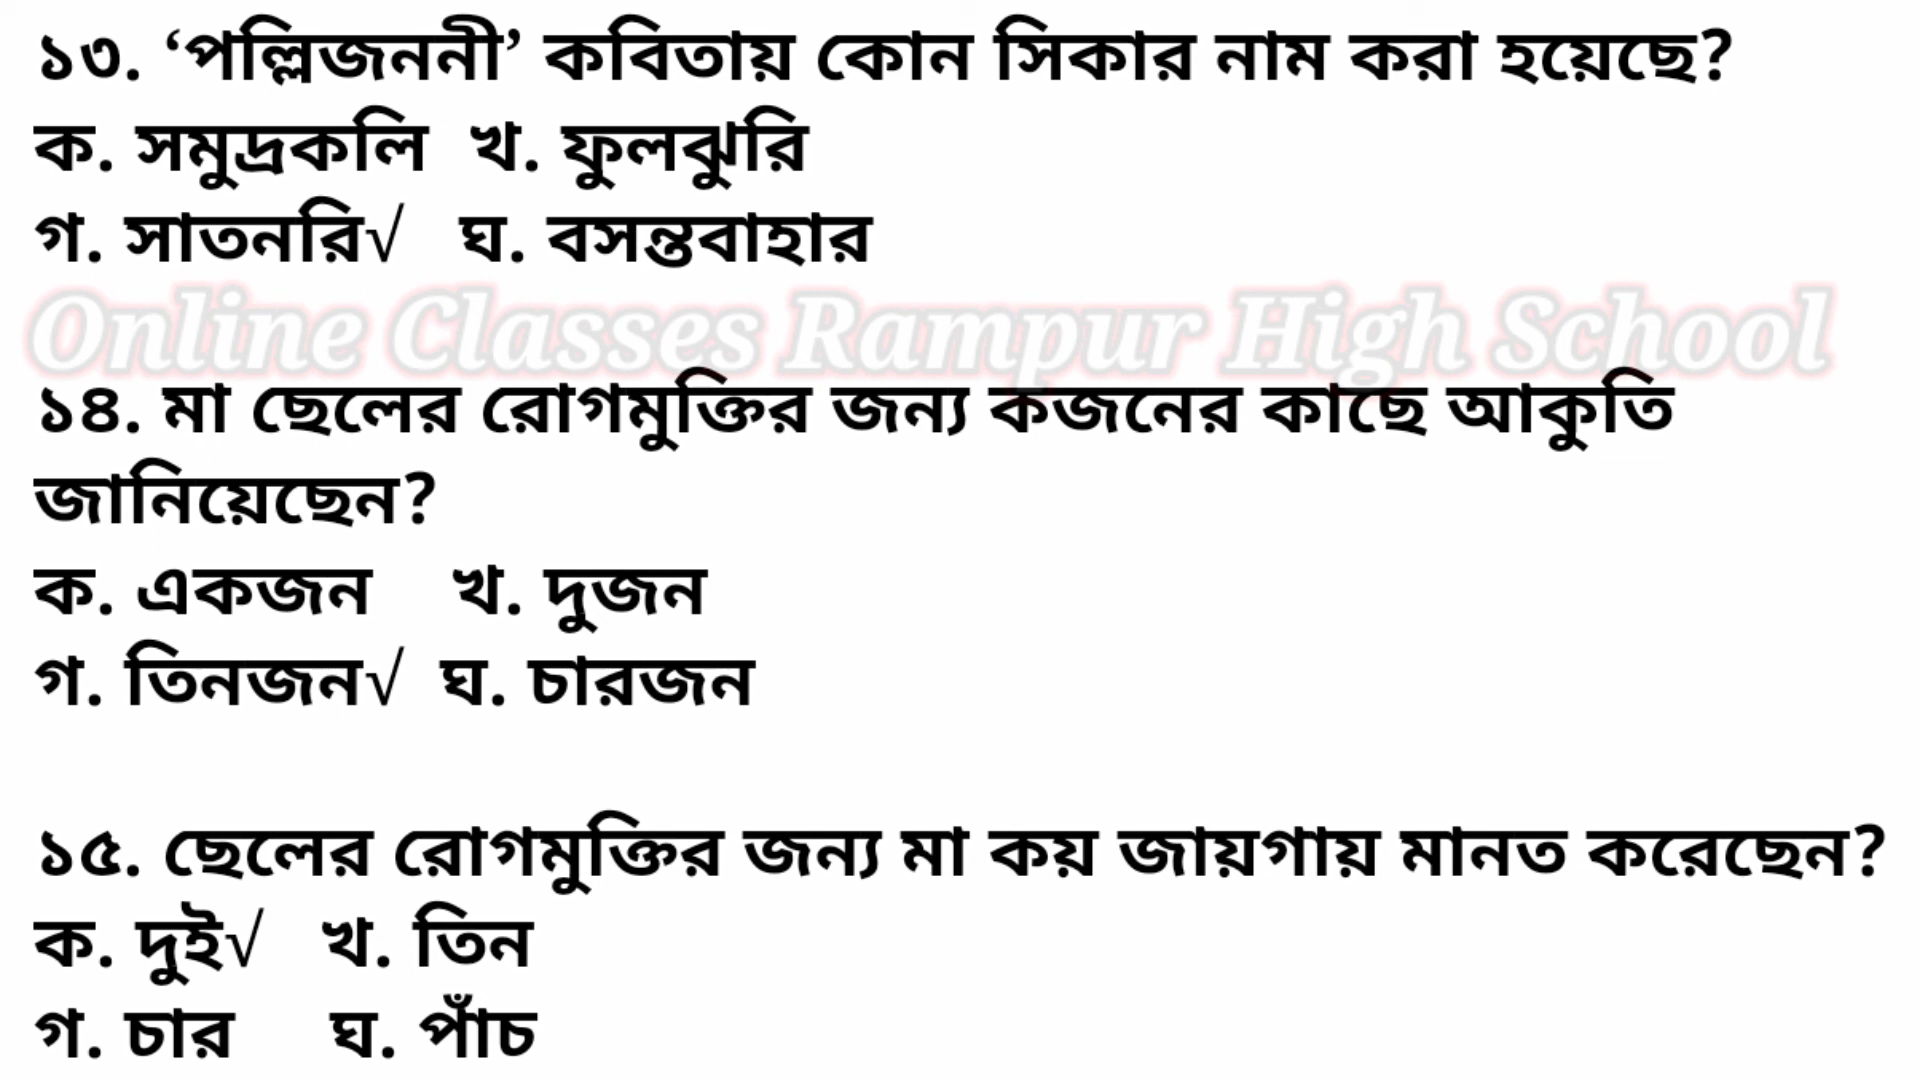 ১৩. ‘পল্লিজননী’ কবিতায় কোন সিকার নাম করা হয়েছে?
ক. সমুদ্রকলি খ. ফুলঝুরি
গ. সাতনরি√ ঘ. বসন্তবাহার
Online Classes Rampur High School
১৪. মা ছেলের রোগমুক্তির জন্য কজনের কাছে আকুতি
জানিয়েছেন?
ক. একজন খ. দুজন
গ. তিনজন√ ঘ. চারজন
১৫. ছেলের রোগমুক্তির জন্য মা কয় জায়গায় মানত করেছেন?
ক. দুই√ খ. তিন
গ. চার ঘ. পাঁচ